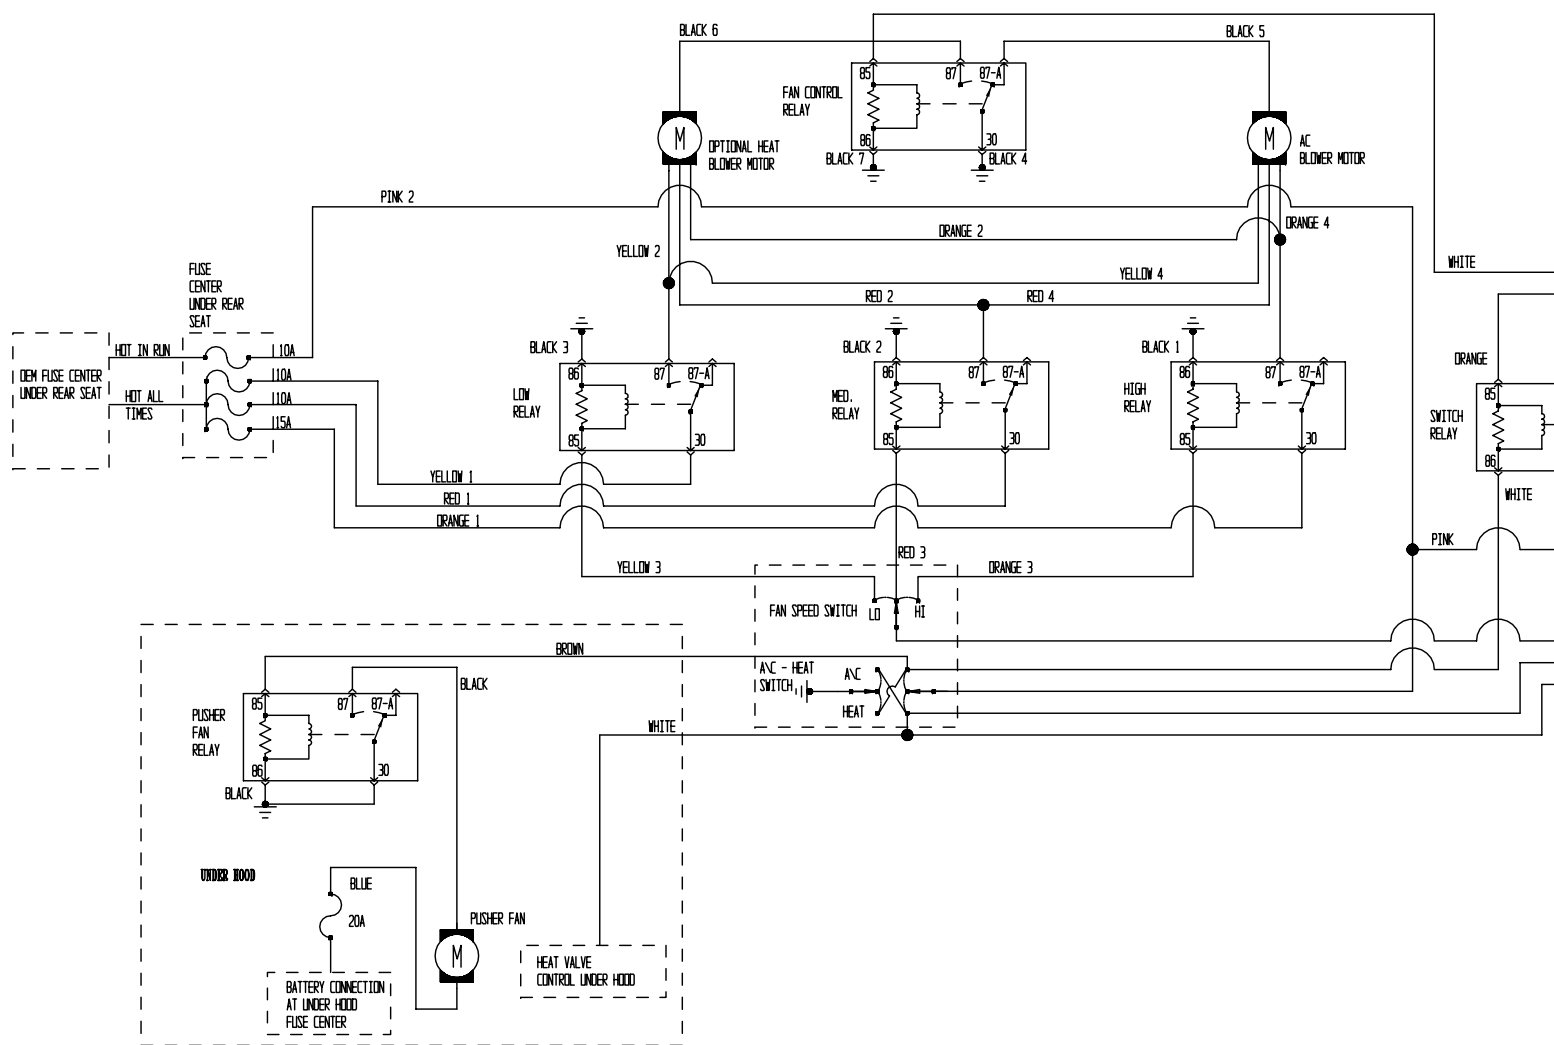 BLACK 6
BLACK 5
85
87
87-A
FAN CONTROL
RELAY
86
30
BLACK 7
BLACK 4
M
OPTIONAL HEAT
BLOWER MOTOR
M
AC
BLOWER MOTOR
PINK 2
ORANGE 2
ORANGE 4
YELLOW 2
YELLOW 4
WHITE
RED 2
RED 4
FUSE
CENTER
UNDER REAR
SEAT
HOT IN RUN
10A
OEM FUSE CENTER
UNDER REAR SEAT
10A
HOT ALL
TIMES
10A
15A
BLACK 3
BLACK 2
BLACK 1
ORANGE
86
87
87-A
LOW
RELAY
85
30
86
87
87-A
MED.
RELAY
85
30
86
87
87-A
HIGH
RELAY
85
30
85
SWITCH
RELAY
86
WHITE
YELLOW 1
RED 1
ORANGE 1
PINK
RED 3
YELLOW 3
ORANGE 3
FAN SPEED SWITCH
LO
HI
BROWN
A\C - HEAT
SWITCH
A\C
HEAT
BLACK
85
87
87-A
PUSHER
FAN
RELAY
86
30
BLACK
WHITE
UNDER HOOD
BLUE
20A
PUSHER FAN
M
HEAT VALVE
CONTROL UNDER HOOD
BATTERY CONNECTION
AT UNDER HOOD
FUSE CENTER